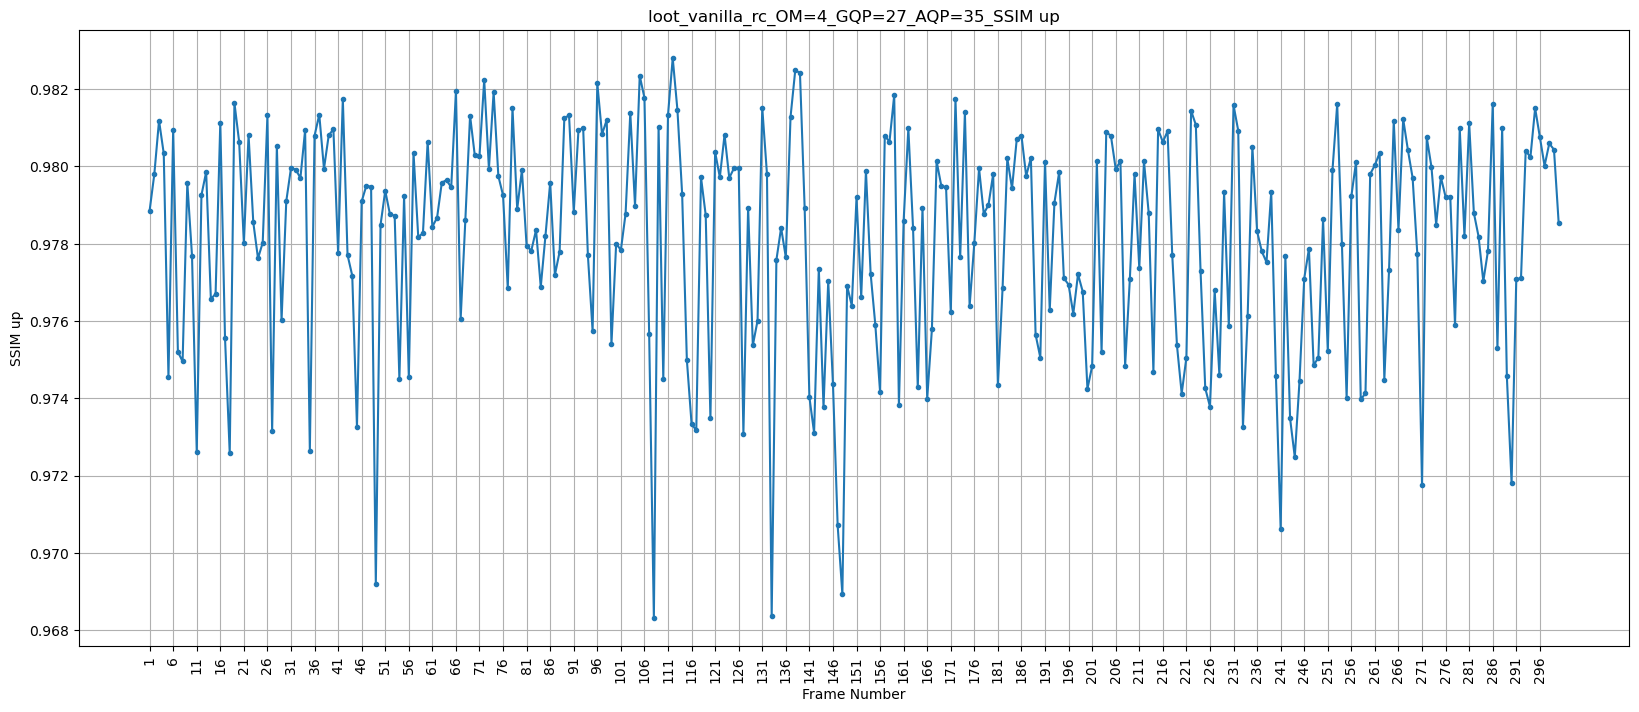 loot_vanilla_rc_OM=4_GQP=27_AQP=35_SSIM up
SSIM up
0.982
0.980
0.978
0.976
0.974
0.972
0.970
0.968
1 6 11 16 21 26 31 36 41 46 51 56 61 66 71 76 81 86 91 96 101 106 111 116 121 126 131 136 141 146 151 156 161 166 171 176 181 186 191 196 201 206 211 216 221 226 231 236 241 246 251 256 261 266 271 276 281 286 291 296
Frame Number